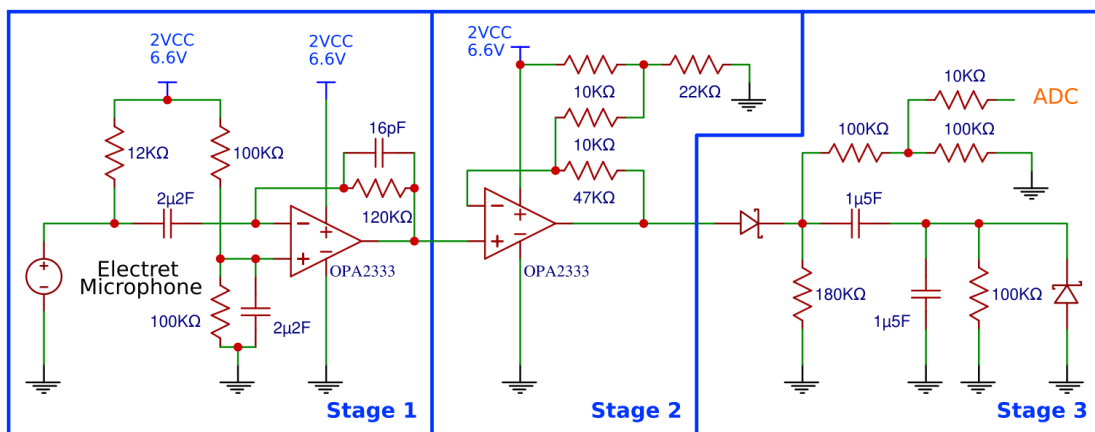 2VCC
6.6V
12KΩ
100KΩ
2µ2F
Electret
Microphone
100KΩ
2µ2F
2VCC
6.6V
16pF
120KΩ
−
+
+
−
+
OPA2333
Stage 1
2VCC
6.6V
10KΩ
22KΩ
10KΩ
47KΩ
−
+
+
−
OPA2333
Stage 2
10KΩ
ADC
100KΩ
100KΩ
1µ5F
180KΩ
1µ5F
100KΩ
Stage 3